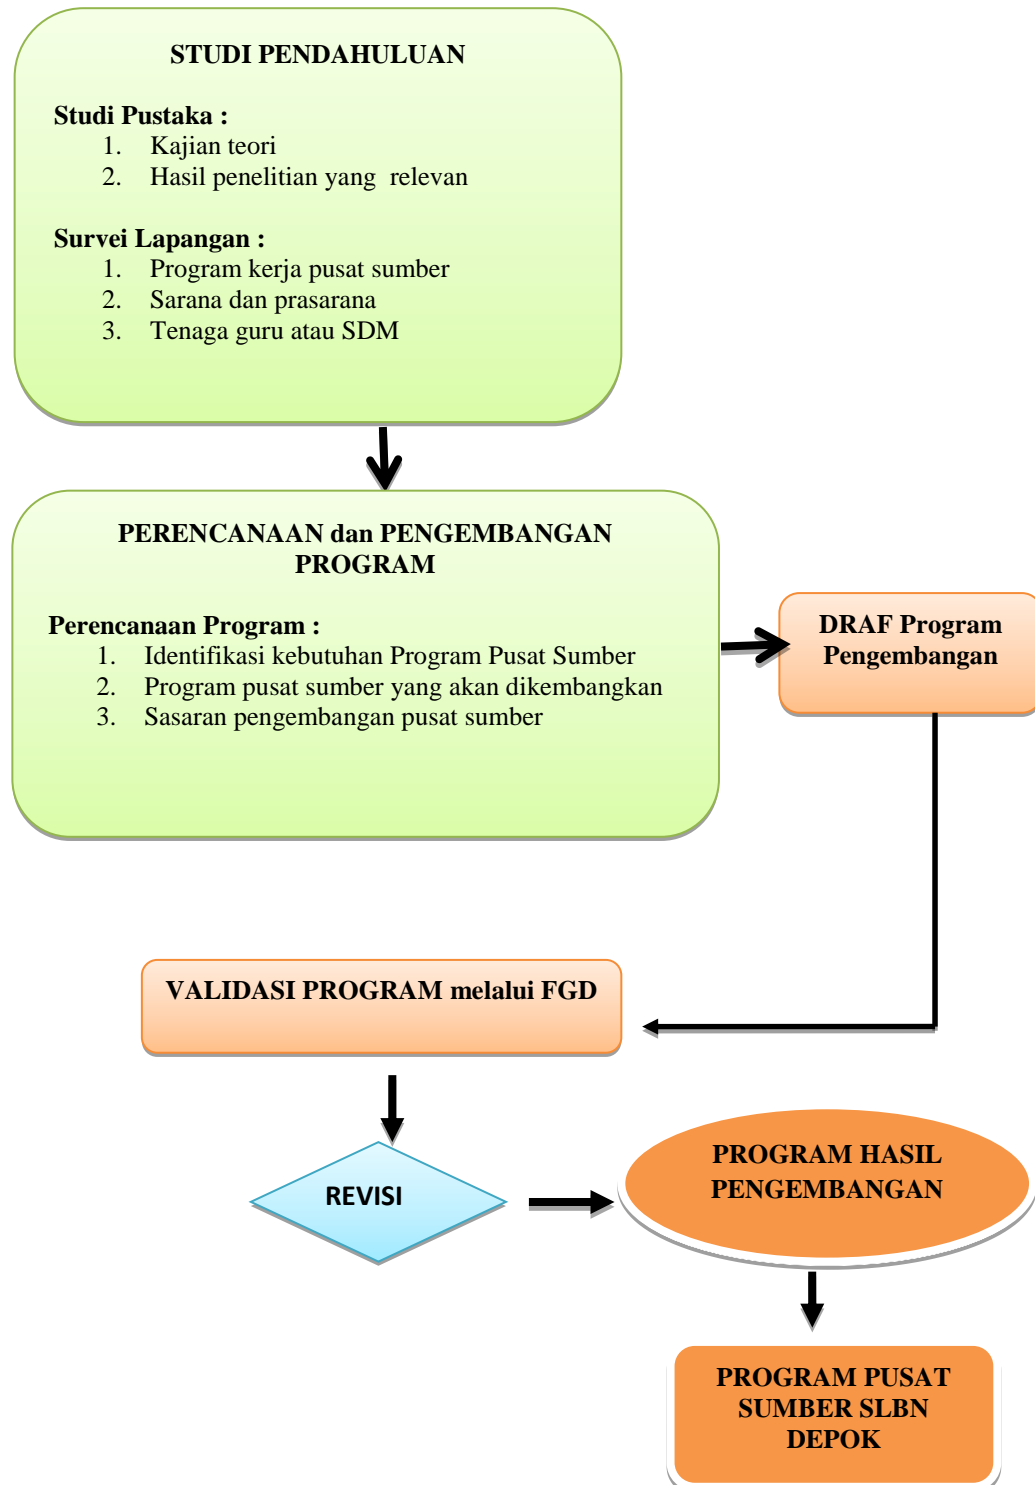 STUDI PENDAHULUAN
Studi Pustaka :
1. Kajian teori
2. Hasil penelitian yang relevan
Survei Lapangan :
1. Program kerja pusat sumber
2. Sarana dan prasarana
3. Tenaga guru atau SDM
PERENCANAAN dan PENGEMBANGAN
PROGRAM
Perencanaan Program :
1. Identifikasi kebutuhan Program Pusat Sumber
2. Program pusat sumber yang akan dikembangkan
3. Sasaran pengembangan pusat sumber
DRAF Program
Pengembangan
VALIDASI PROGRAM melalui FGD
REVISI
PROGRAM HASIL
PENGEMBANGAN
PROGRAM PUSAT
SUMBER SLBN
DEPOK